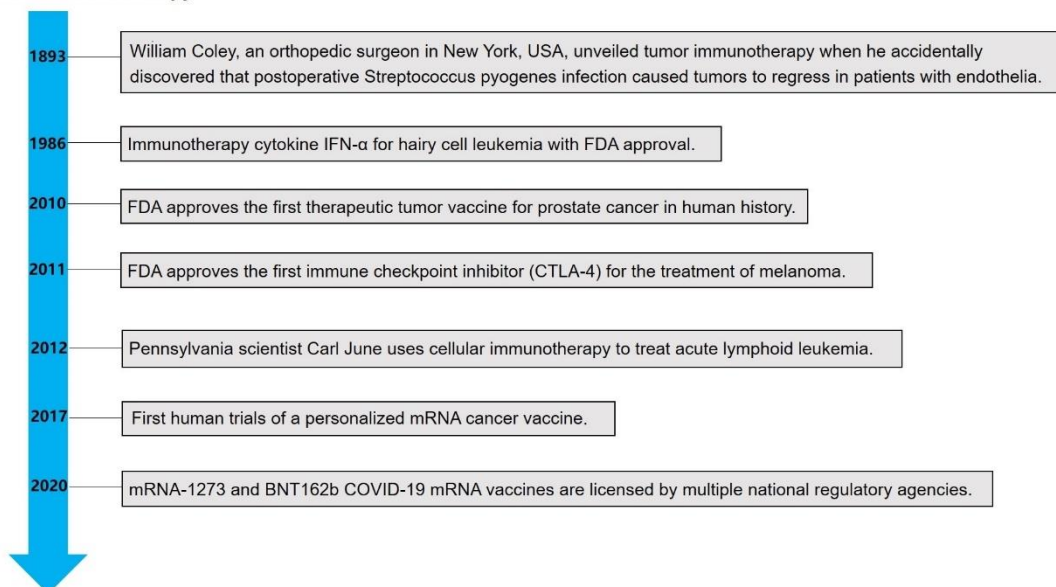 1893
William Coley, an orthopedic surgeon in New York, USA, unveiled tumor immunotherapy when he accidentally
discovered that postoperative Streptococcus pyogenes infection caused tumors to regress in patients with endothelia.
1986
Immunotherapy cytokine IFN-α for hairy cell leukemia with FDA approval.
2010
FDA approves the first therapeutic tumor vaccine for prostate cancer in human history.
2011
FDA approves the first immune checkpoint inhibitor (CTLA-4) for the treatment of melanoma.
2012
Pennsylvania scientist Carl June uses cellular immunotherapy to treat acute lymphoid leukemia.
2017
First human trials of a personalized mRNA cancer vaccine.
2020
mRNA-1273 and BNT162b COVID-19 mRNA vaccines are licensed by multiple national regulatory agencies.